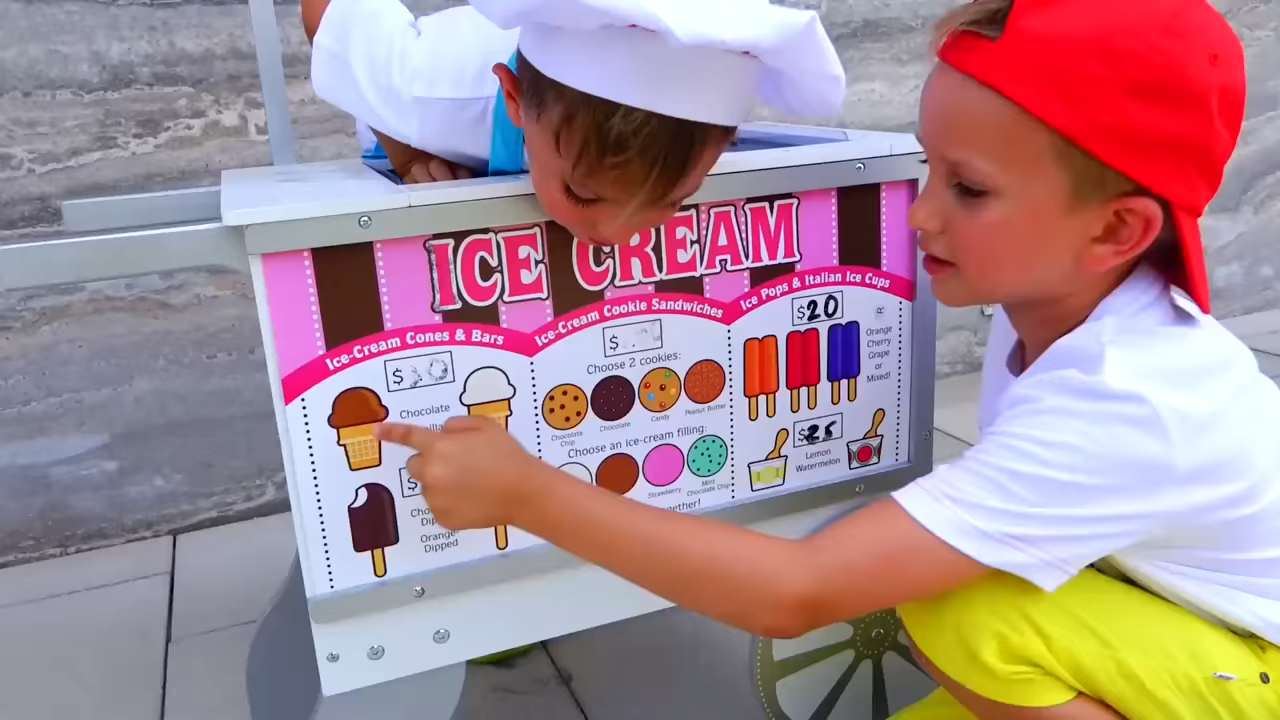 ICE CREAM
Ice-Cream Cones & Bars
Ice-Cream Cookie Sandwiches
Ice Pops & Italian Ice Cups
$
Chocolate
$
Orange-
Dipped
$
Choose 2 cookies:
Chocolate
Chip
Chocolate
Candy
Peanut Butter
Choose an ice-cream filling:
Strawberry
Mint
Chocolate Chip
$20
Orange
Cherry
Grape
or
Mixed!
$25
Lemon
Watermelon